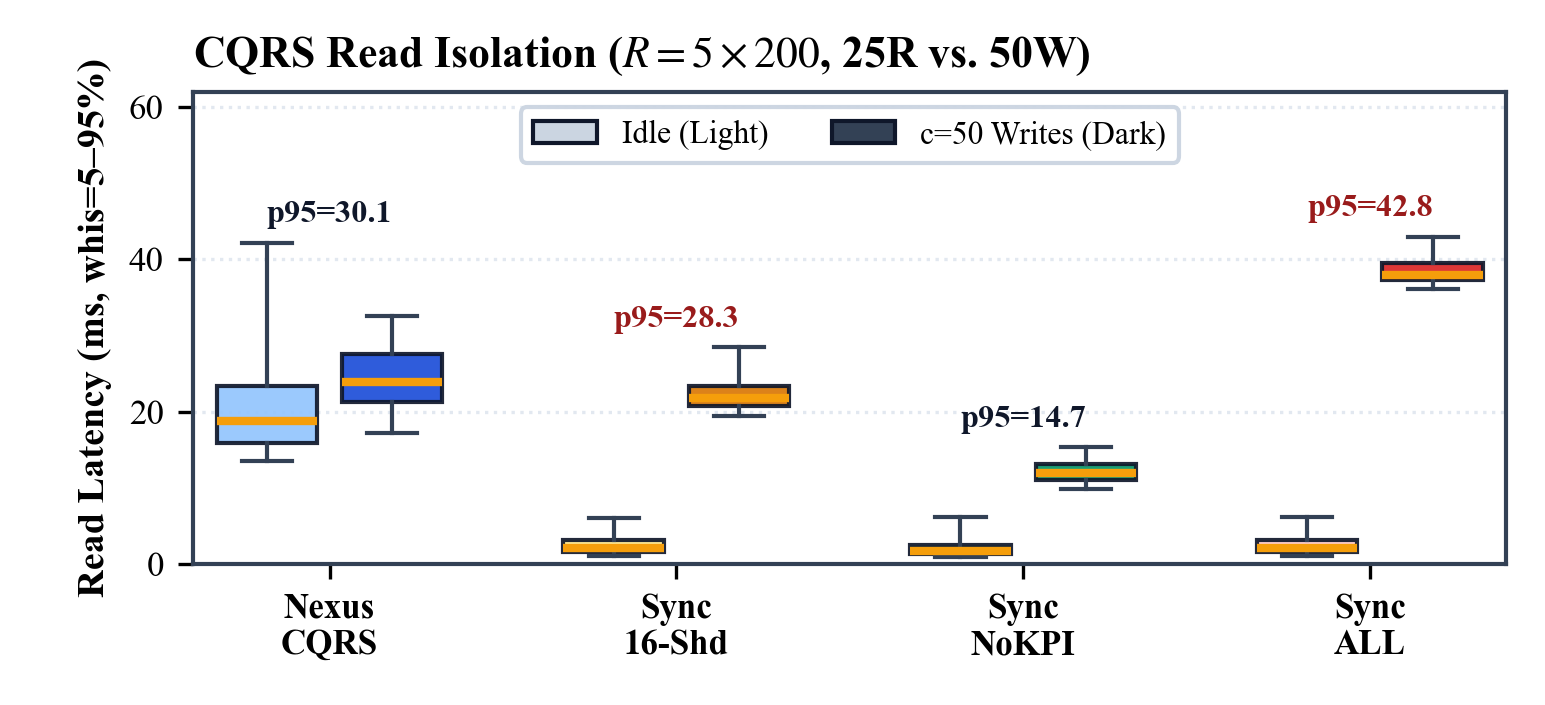 CQRS Read Isolation (R = 5 × 200, 25R vs. 50W)
Read Latency (ms, whis=5–95%)
60
40
20
0
Idle (Light)
c=50 Writes (Dark)
p95=30.1
p95=28.3
p95=14.7
p95=42.8
Nexus
CQRS
Sync
16-Shd
Sync
NoKPI
Sync
ALL